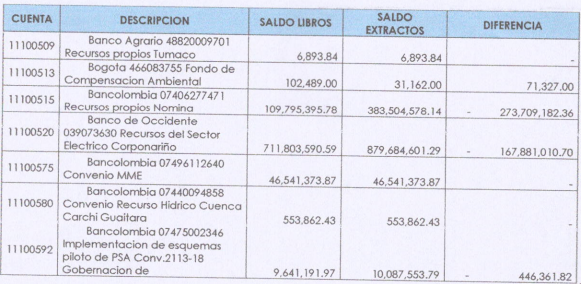 CUENTA DESCRIPCION SALDO LIBROS SALDO EXTRACTOS DIFERENCIA
11100509 Banco Agrario 48820009701
Recursos propios Tumaco 6,893.84 6,893.84 -
11100513 Bogota 466083755 Fondo de
Compensacion Ambiental 102,489.00 31,162.00 71,327.00
11100515 Bancolombia 07406277471
Recursos propios Nomina 109,795,395.78 383,504,578.14 - 273,709,182.36
11100520 Banco de Occidente
039073630 Recursos del Sector
Electrico Corponariño 711,803,590.59 879,684,601.29 - 167,881,010.70
11100575 Bancolombia 07496112640
Convenio MME 46,541,373.87 46,541,373.87 -
11100580 Bancolombia 07440094858
Convenio Recurso Hidrico Cuenca
Carchi Guaitara 553,862.43 553,862.43 -
11100592 Bancolombia 07475002346
Implementacion de esquemas
piloto de PSA Conv.2113-18
Gobernacion de 9,641,191.97 10,087,553.79 - 446,361.82